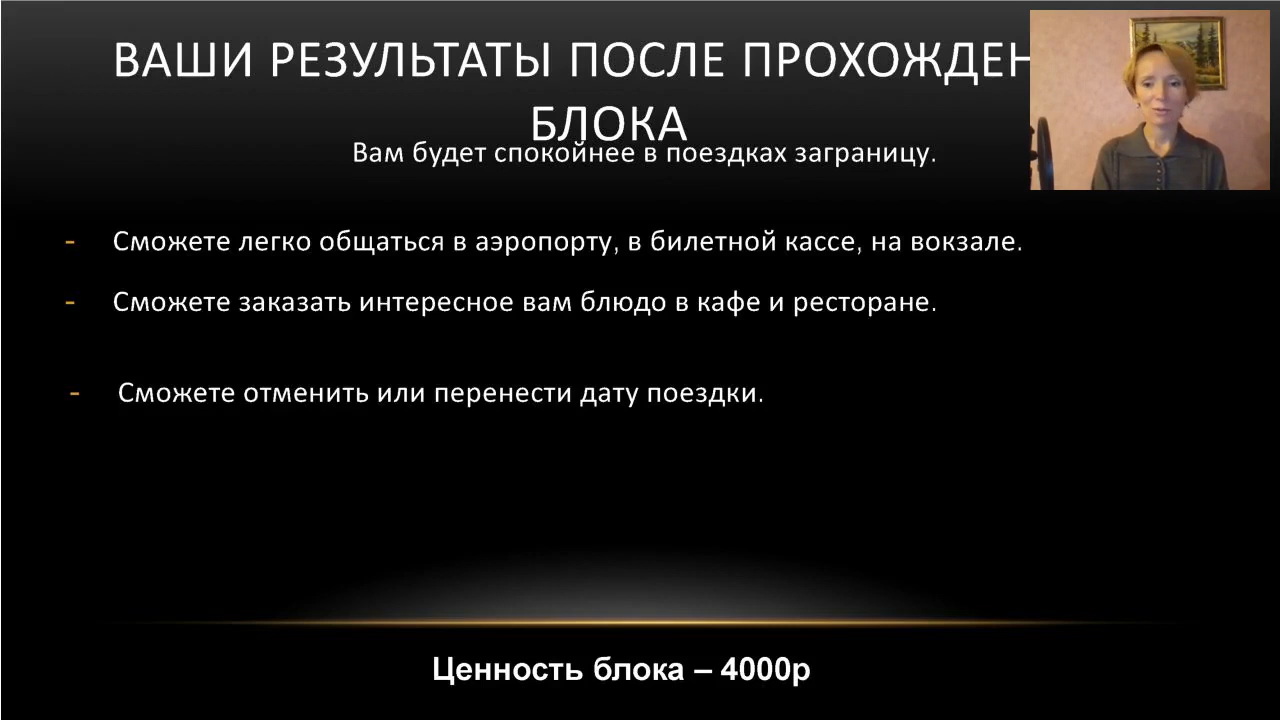 ВАШИ РЕЗУЛЬТАТЫ ПОСЛЕ ПРОХОЖДЕН
БЛОКА
Вам будет спокойнее в поездках заграницу.
- Сможете легко общаться в аэропорту, в билетной кассе, на вокзале.
- Сможете заказать интересное вам блюдо в кафе и ресторане.
- Сможете отменить или перенести дату поездки.
Ценность блока – 4000р